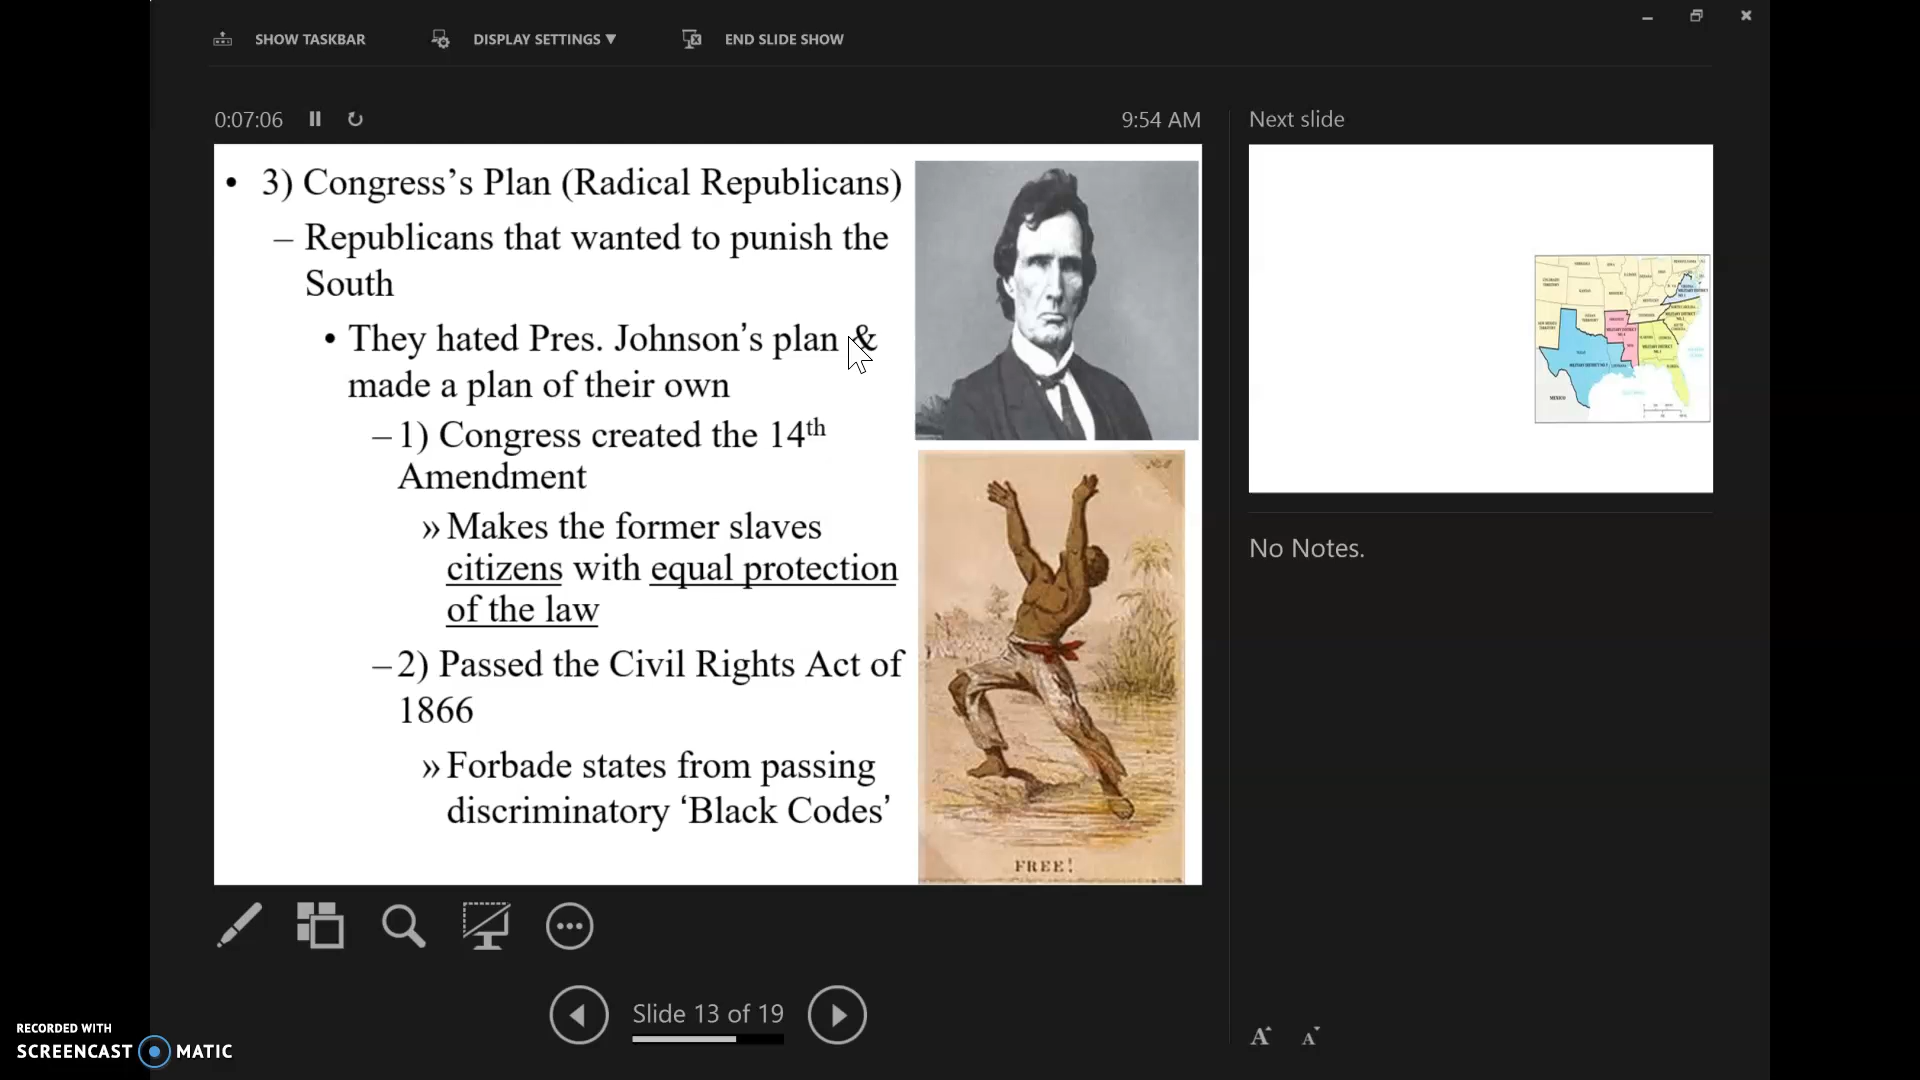 SHOW TASKBAR DISPLAY SETTINGS ▼ END SLIDE SHOW
0:07:06 9:54 AM
• 3) Congress’s Plan (Radical Republicans)
– Republicans that wanted to punish the
South
• They hated Pres. Johnson’s plan &
made a plan of their own
– 1) Congress created the 14th
Amendment
» Makes the former slaves
citizens with equal protection
of the law
– 2) Passed the Civil Rights Act of
1866
» Forbade states from passing
discriminatory ‘Black Codes’
FREE!
Slide 13 of 19
Next slide
MEXICO
No Notes.
A A
RECORDED WITH
SCREENCAST MATIC